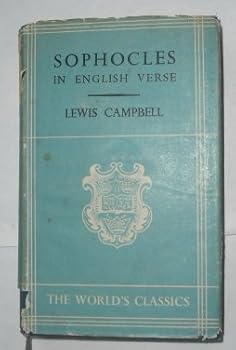 SOPHOCLES
IN ENGLISH VERSE
LEWIS CAMPBELL
THE WORLD'S CLASSICS